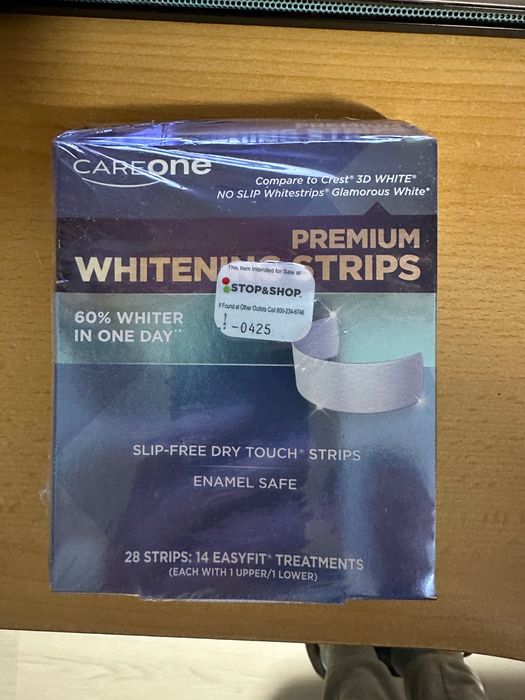 CAREONE
Compare to Crest® 3D WHITE®
NO SLIP Whitestrips® Glamorous White*
PREMIUM
WHITENING STRIPS
This Item Intended for Sale at
STOP&SHOP.
If Found at Other Outlets Call 800-234-6746
!-0425
60% WHITER
IN ONE DAY**
SLIP-FREE DRY TOUCH® STRIPS
ENAMEL SAFE
28 STRIPS: 14 EASYFIT® TREATMENTS
(EACH WITH 1 UPPER/1 LOWER)